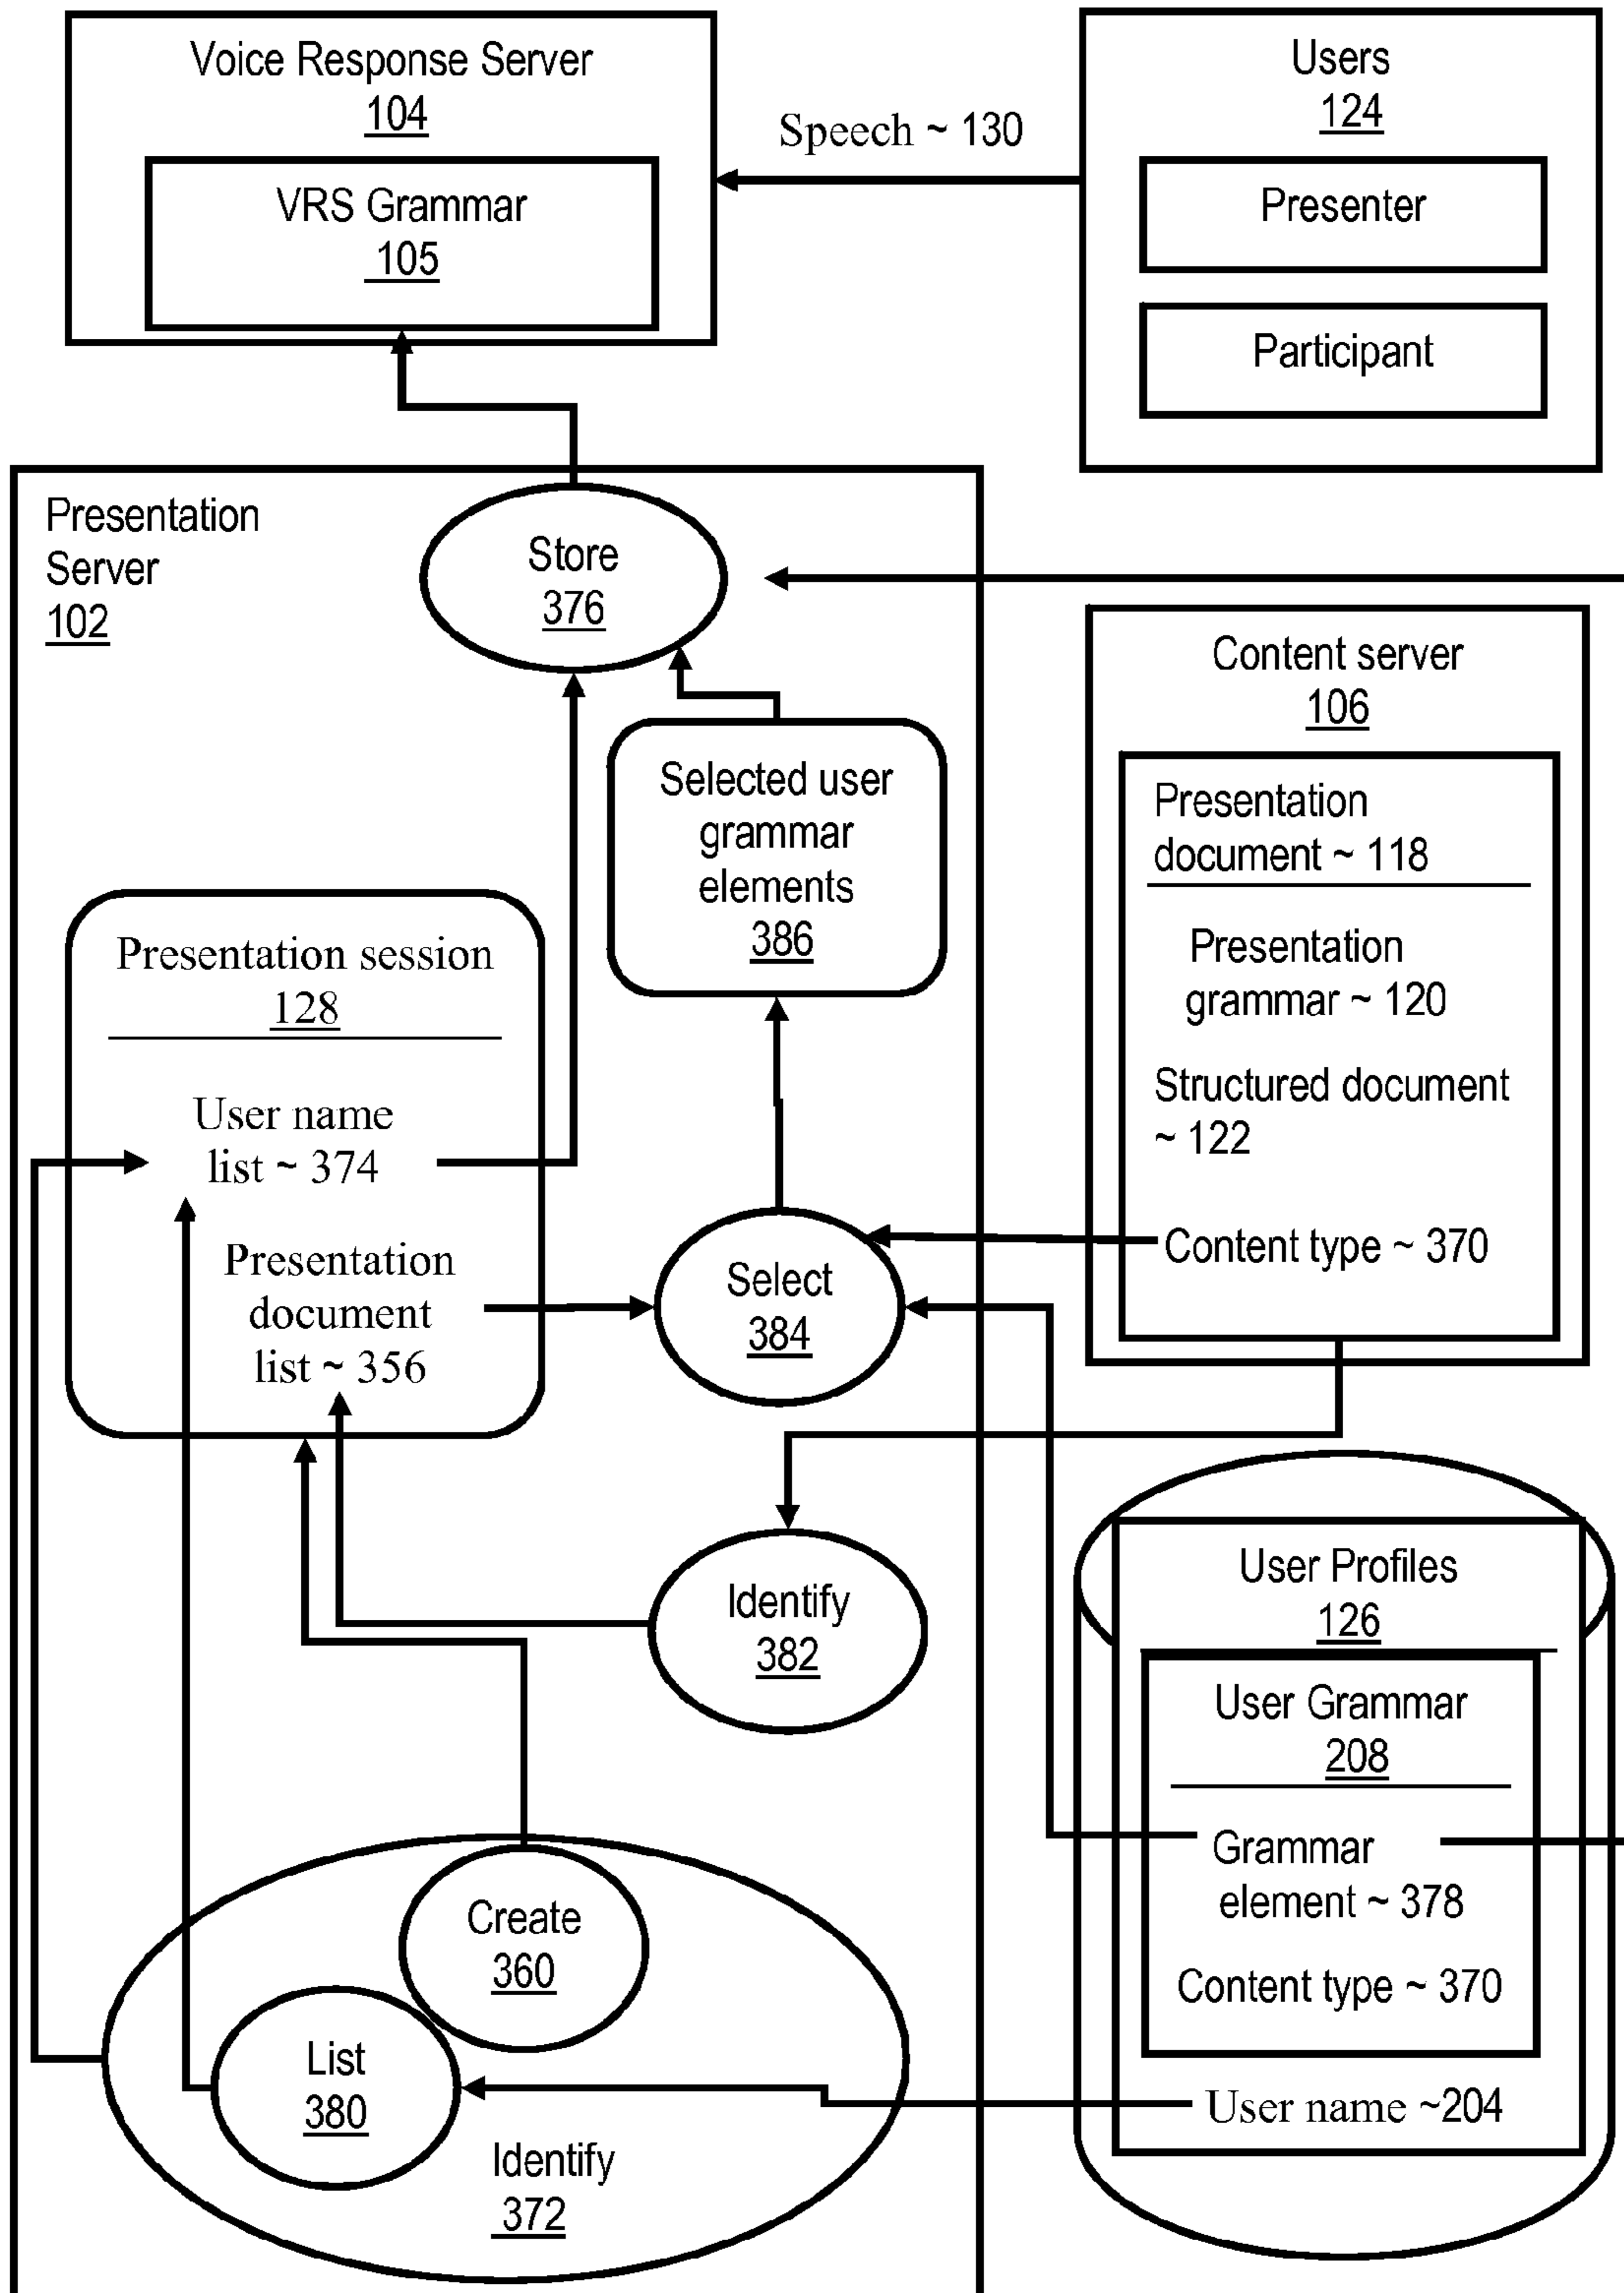 Voice Response Server
104
VRS Grammar
105
Speech ~ 130
Users
124
Presenter
Participant
Presentation
Server
102
Store
376
Selected user
grammar
elements
386
Content server
106
Presentation
document ~ 118
Presentation
grammar ~ 120
Structured document
~ 122
Content type ~ 370
Presentation session
128
User name
list ~ 374
Presentation
document
list ~ 356
Select
384
Identify
382
User Profiles
126
User Grammar
208
Grammar
element ~ 378
Content type ~ 370
User name ~204
Create
360
List
380
Identify
372